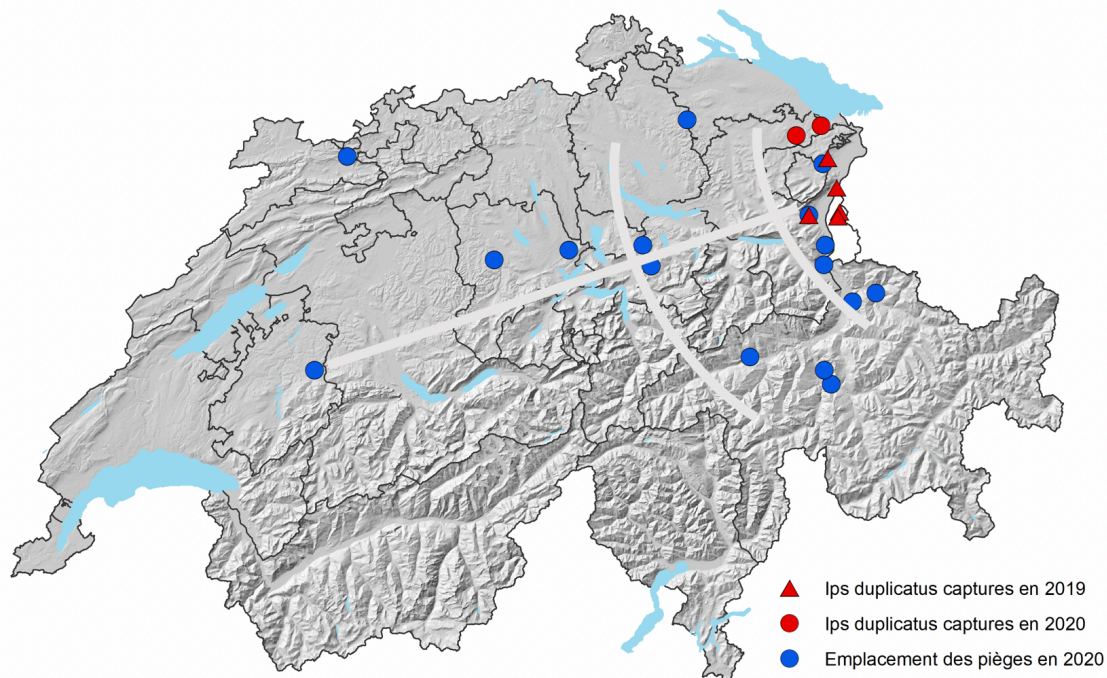 Ips duplicatus captures en 2019
Ips duplicatus captures en 2020
Emplacement des pièges en 2020